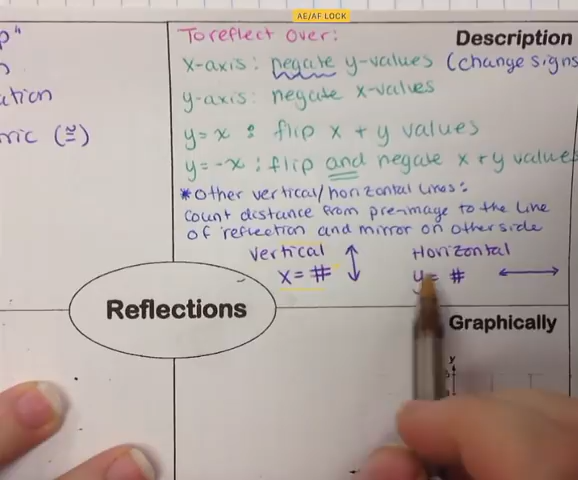 AE/AF LOCK
p"
To reflect over:
Description
x-axis: negate y-values (change signs
y-axis: negate x-values
ation
y=x : flip x + y values
ric (≅)
y=-x : flip and negate x + y values
*Other vertical/horizontal lines:
count distance from pre-image to the line
of reflection and mirror on other side
Vertical
Horizontal
x = #
y = #
Reflections
Graphically
y